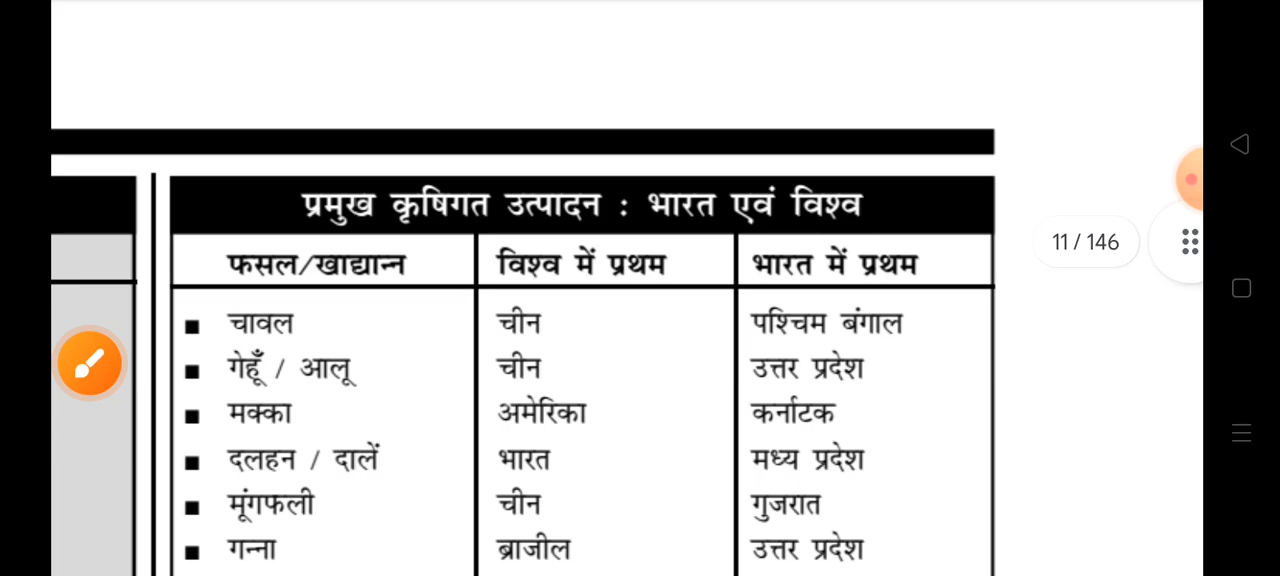 प्रमुख कृषिगत उत्पादन : भारत एवं विश्व
फसल/खाद्यान्न विश्व में प्रथम भारत में प्रथम
■ चावल चीन पश्चिम बंगाल
■ गेहूँ / आलू चीन उत्तर प्रदेश
■ मक्का अमेरिका कर्नाटक
■ दलहन / दालें भारत मध्य प्रदेश
■ मूंगफली चीन गुजरात
■ गन्ना ब्राजील उत्तर प्रदेश
11 / 146